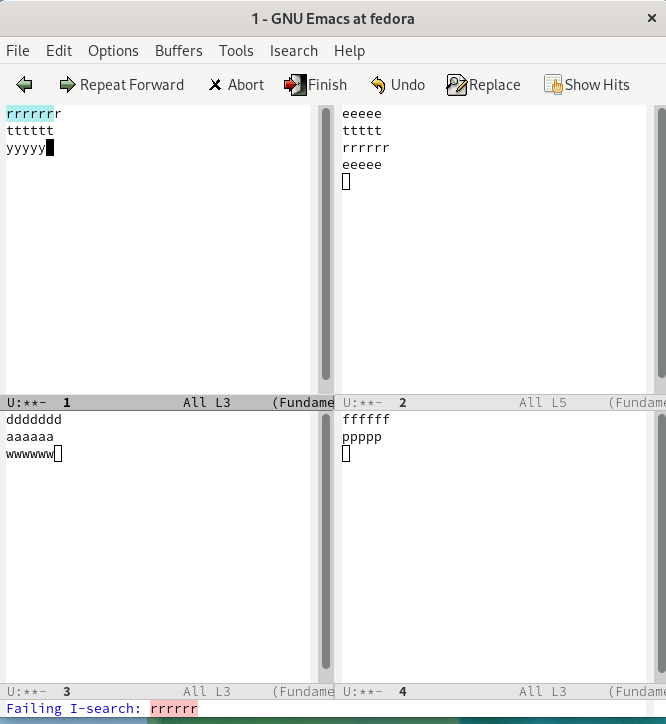 1 - GNU Emacs at fedora ×
File Edit Options Buffers Tools Isearch Help
Repeat Forward Abort Finish Undo Replace Show Hits
rrrrrrr
tttttt
yyyyy
U:**- 1 All L3 (Fundame
eeeee
ttttt
rrrrrr
eeeee
U:**- 2 All L5 (Fundam
ddddddd
aaaaaa
wwwwww
U:**- 3 All L3 (Fundame
ffffff
ppppp
U:**- 4 All L3 (Fundam
Failing I-search: rrrrrr